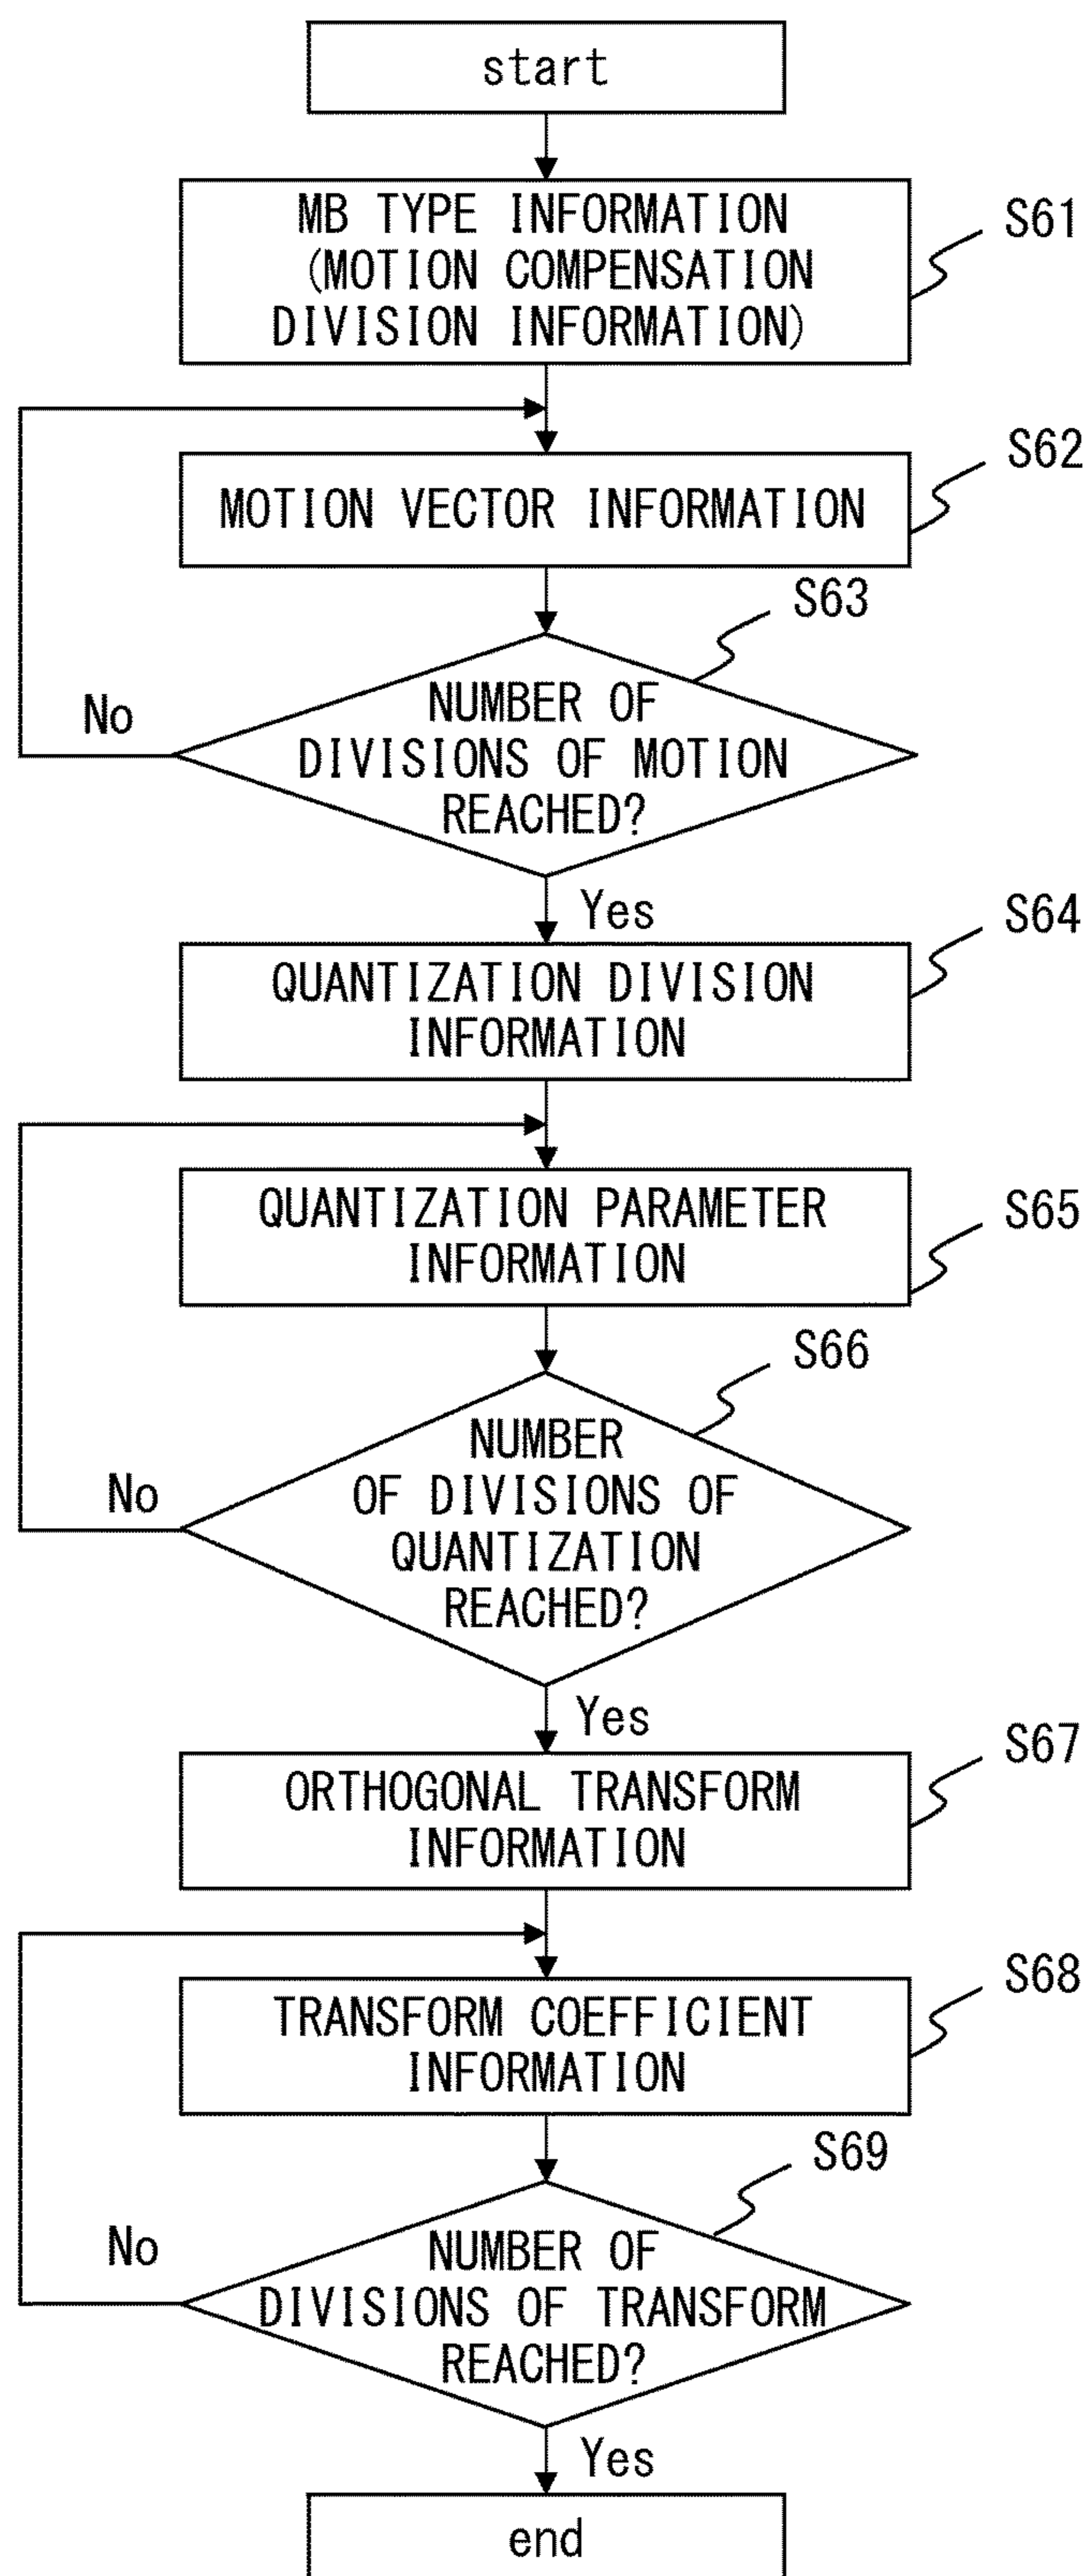 start
MB TYPE INFORMATION
(MOTION COMPENSATION
DIVISION INFORMATION)
S61
MOTION VECTOR INFORMATION
S62
S63
NUMBER OF
DIVISIONS OF MOTION
REACHED?
No
Yes
QUANTIZATION DIVISION
INFORMATION
S64
QUANTIZATION PARAMETER
INFORMATION
S65
S66
NUMBER
OF DIVISIONS OF
QUANTIZATION
REACHED?
No
Yes
ORTHOGONAL TRANSFORM
INFORMATION
S67
TRANSFORM COEFFICIENT
INFORMATION
S68
S69
NUMBER OF
DIVISIONS OF TRANSFORM
REACHED?
No
Yes
end